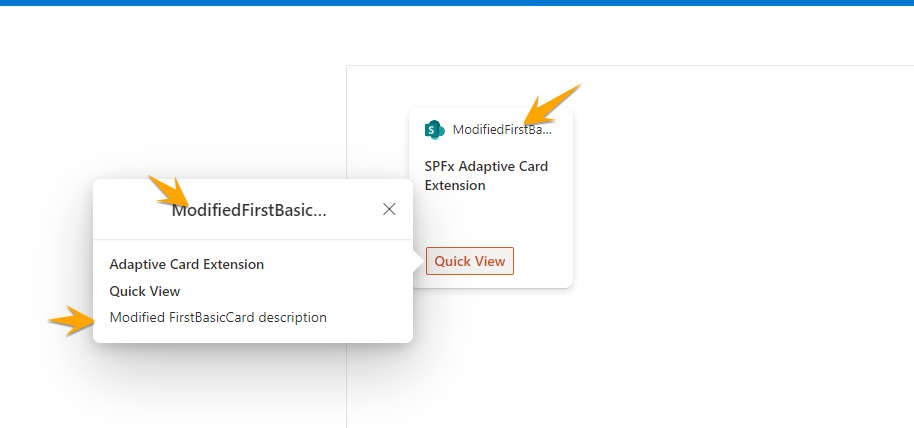 S
ModifiedFirstBa...
SPFx Adaptive Card
Extension
Quick View
ModifiedFirstBasic...
Adaptive Card Extension
Quick View
Modified FirstBasicCard description